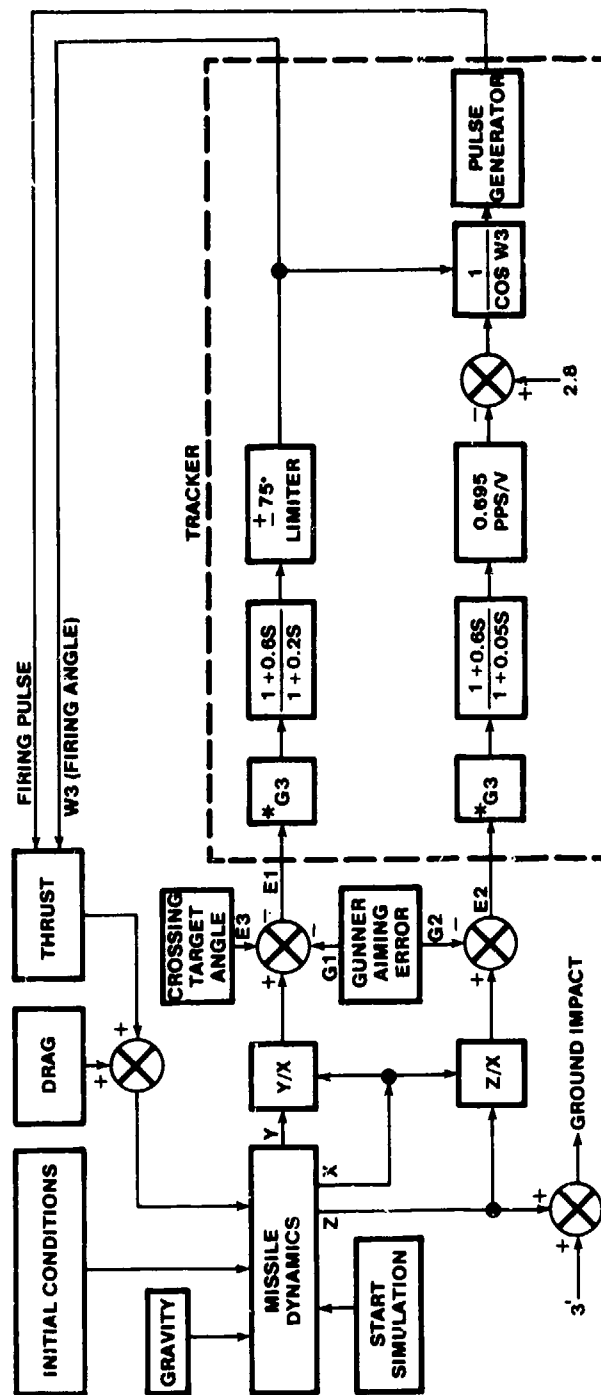 FIRING PULSE
W3 (FIRING ANGLE)
INITIAL CONDITIONS
DRAG
THRUST
+
+
GRAVITY
MISSILE
DYNAMICS
START
SIMULATION
Y
X
Z
Y/X
Z/X
+
+
3'
GROUND IMPACT
CROSSING
TARGET
ANGLE
E3
-
+
-
E1
G1
GUNNER
AIMING
ERROR
G2
-
+
E2
TRACKER
*G3
1 + 0.6S
1 + 0.2S
± 75°
LIMITER
*G3
1 + 0.6S
1 + 0.05S
0.695
PPS/V
-
+
2.8
1
COS W3
PULSE
GENERATOR